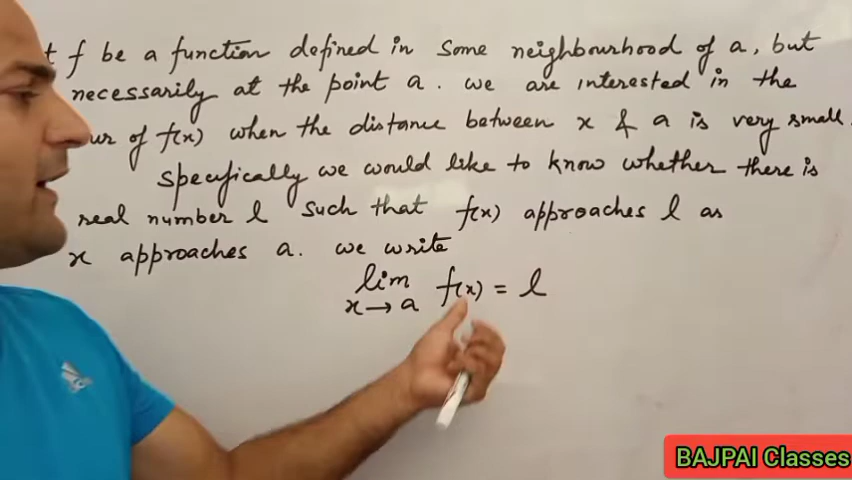 f be a function defined in some neighbourhood of a, but
necessarily at the point a. we are interested in the
of f(x) when the distance between x & a is very small.
Specifically we would like to know whether there is
real number l such that f(x) approaches l as
x approaches a. we write
lim f(x) = l
x→a
BAJPAI Classes